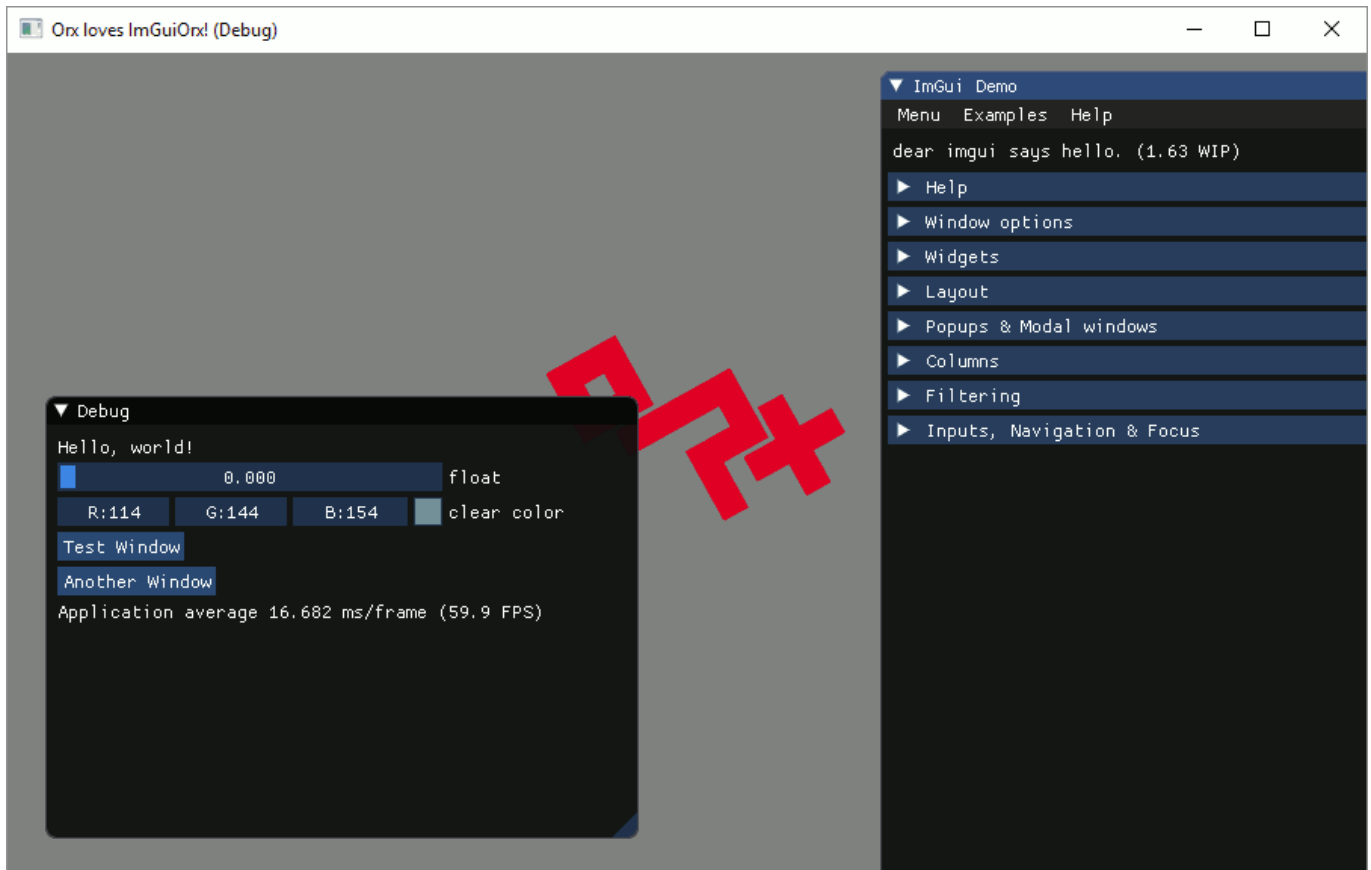 Orx loves ImGuiOrx! (Debug)
ImGui Demo
Menu Examples Help
dear imgui says hello. (1.63 WIP)
Help
Window options
Widgets
Layout
Popups & Modal windows
Columns
Filtering
Inputs, Navigation & Focus
orx
Debug
Hello, world!
0.000 float
R:114 G:144 B:154 clear color
Test Window
Another Window
Application average 16.682 ms/frame (59.9 FPS)